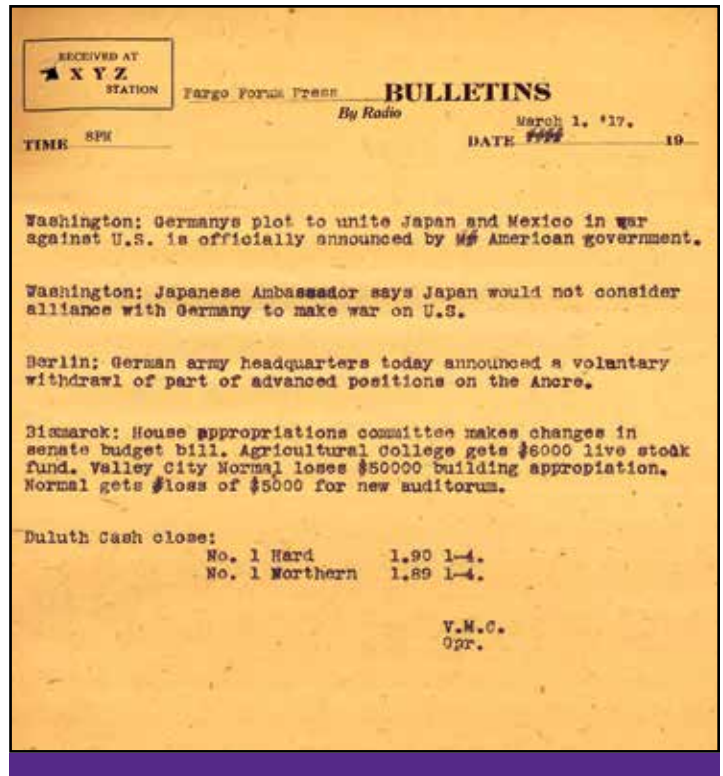 RECEIVED AT
X Y Z
STATION
Fargo Forum Press BULLETINS
By Radio
TIME 8PM
March 1. '17.
DATE 19
Washington: Germanys plot to unite Japan and Mexico in war
against U.S. is officially announced by American government.
Washington: Japanese Ambassador says Japan would not consider
alliance with Germany to make war on U.S.
Berlin: German army headquarters today announced a voluntary
withdrawl of part of advanced positions on the Ancre.
Bismarck: House appropriations committee makes changes in
senate budget bill. Agricultural College gets $6000 live stock
fund. Valley City Normal loses $50000 building appropiation.
Normal gets loss of $5000 for new auditorum.
Duluth Cash close:
No. 1 Hard 1.90 1-4.
No. 1 Northern 1.89 1-4.
V.M.C.
Opr.